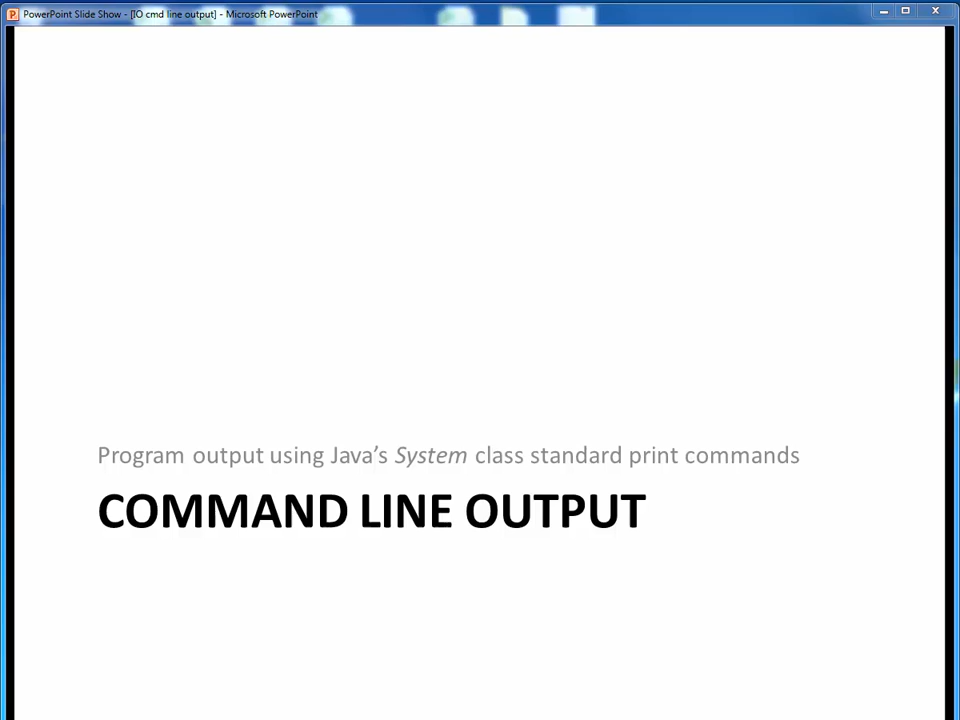 PowerPoint Slide Show - [IO cmd line output] - Microsoft PowerPoint
Program output using Java's System class standard print commands
COMMAND LINE OUTPUT